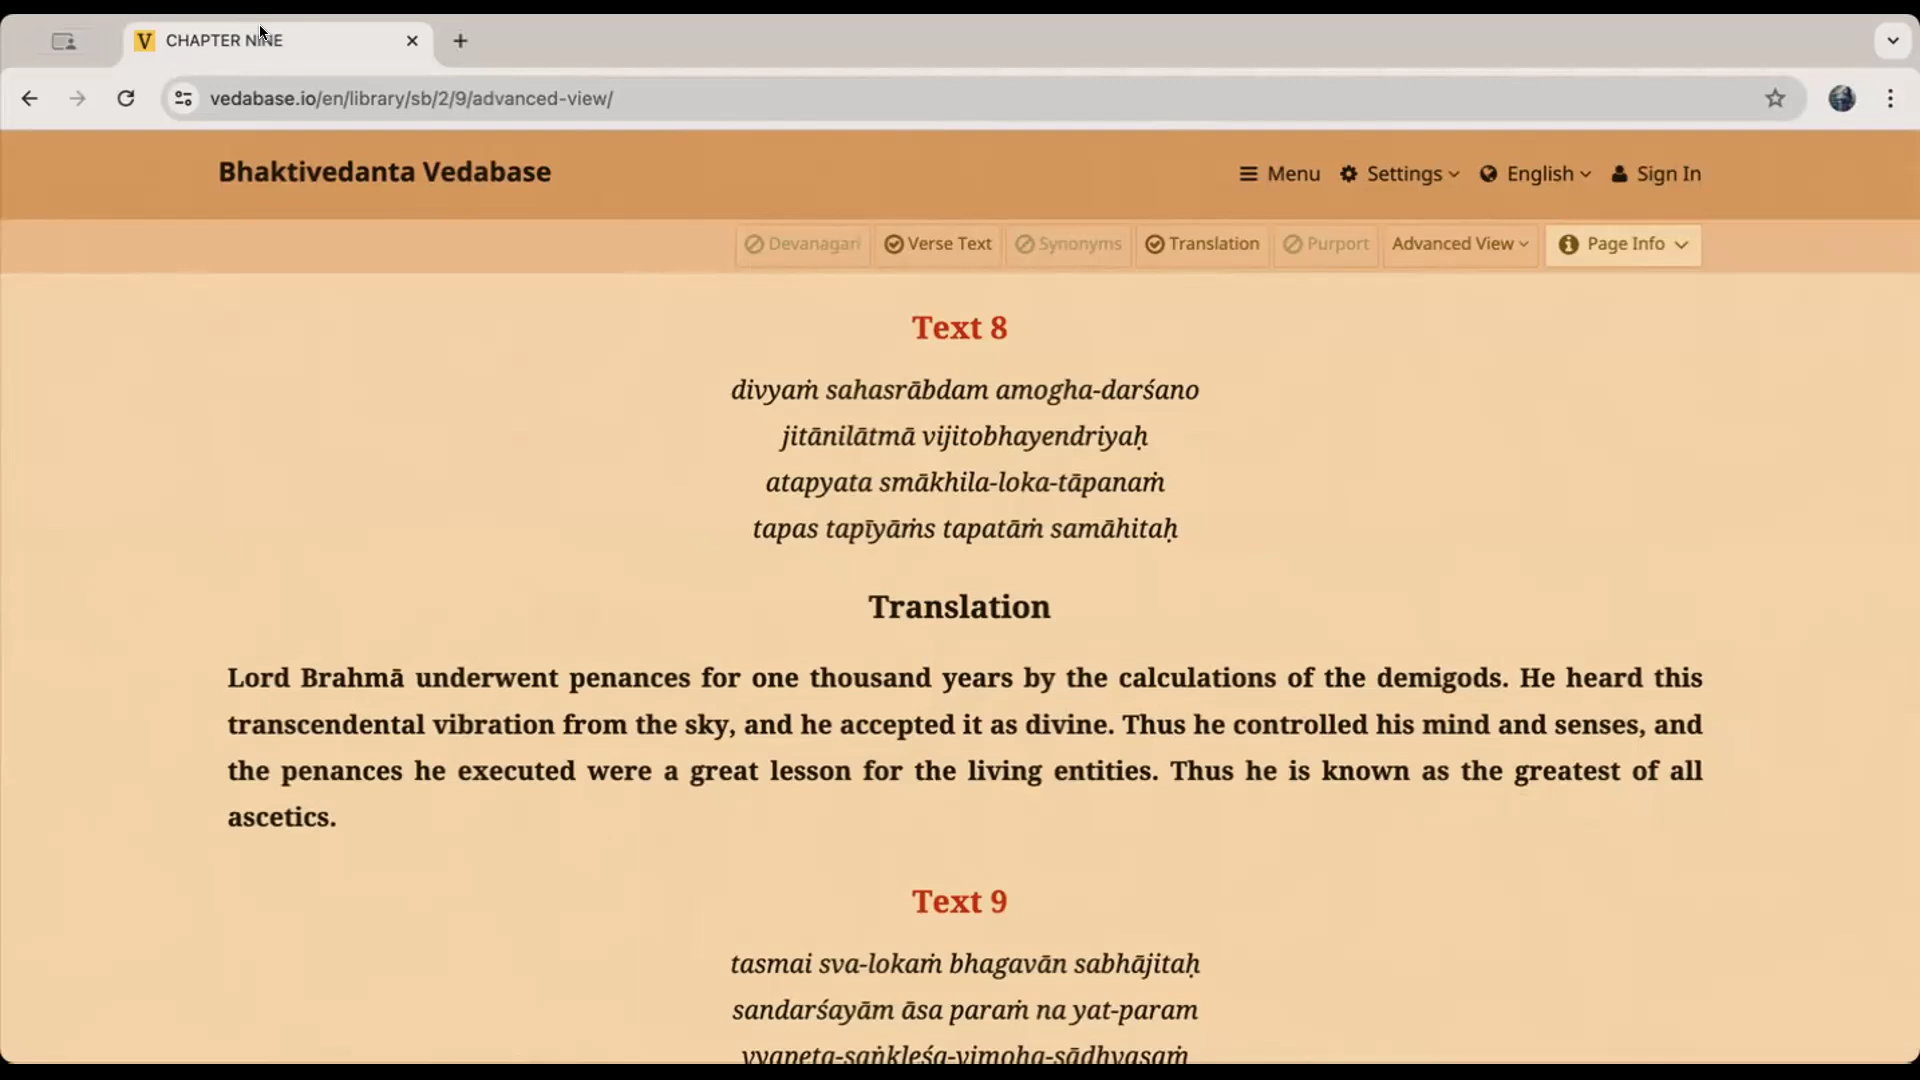 CHAPTER NINE
vedabase.io/en/library/sb/2/9/advanced-view/
Bhaktivedanta Vedabase
Menu Settings English Sign In
Devanagari Verse Text Synonyms Translation Purport Advanced View Page Info
Text 8
divyaṁ sahasrābdam amogha-darśano
jitānilātmā vijitobhayendriyaḥ
atapyata smākhila-loka-tāpanaṁ
tapas tapīyāṁs tapatāṁ samāhitaḥ
Translation
Lord Brahmā underwent penances for one thousand years by the calculations of the demigods. He heard this
transcendental vibration from the sky, and he accepted it as divine. Thus he controlled his mind and senses, and
the penances he executed were a great lesson for the living entities. Thus he is known as the greatest of all
ascetics.
Text 9
tasmai sva-lokaṁ bhagavān sabhājitaḥ
sandarśayām āsa paraṁ na yat-param
vyapeta-saṅkleśa-vimoha-sādhvasaṁ